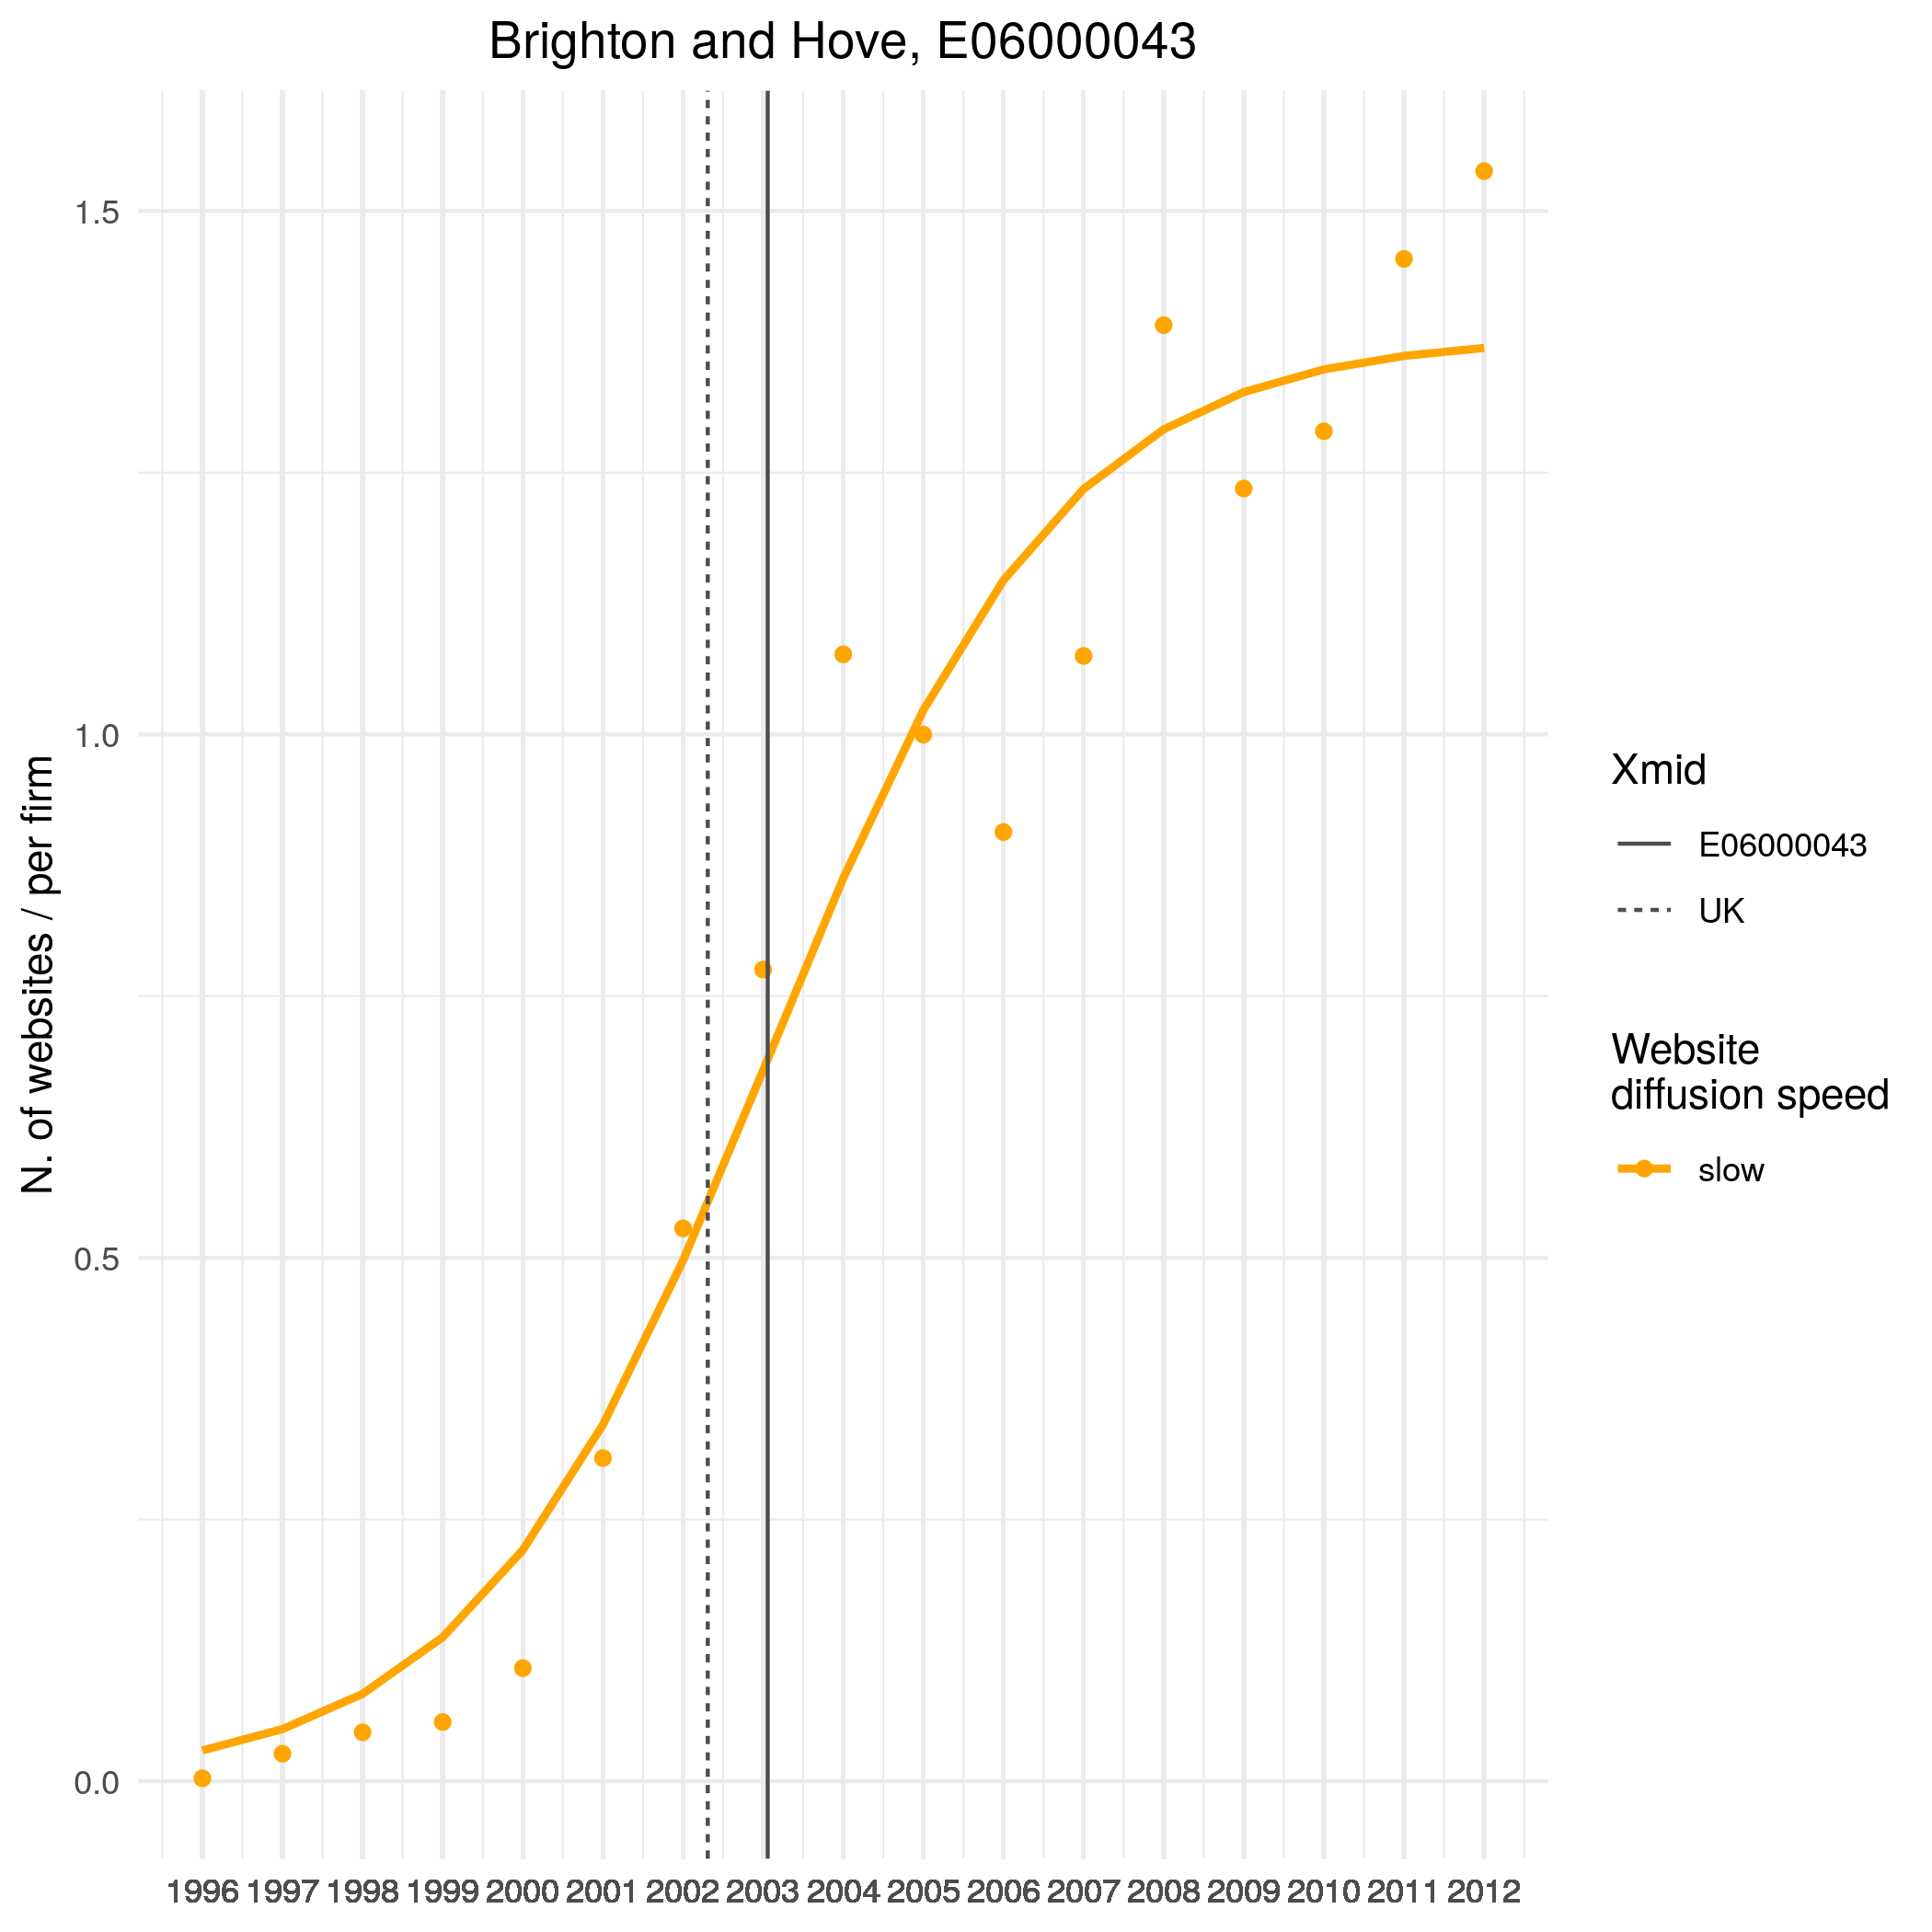 Brighton and Hove, E06000043
N. of websites / per firm
1.5
1.0
0.5
0.0
1996 1997 1998 1999 2000 2001 2002 2003 2004 2005 2006 2007 2008 2009 2010 2011 2012
Xmid
E06000043
UK
Website
diffusion speed
slow